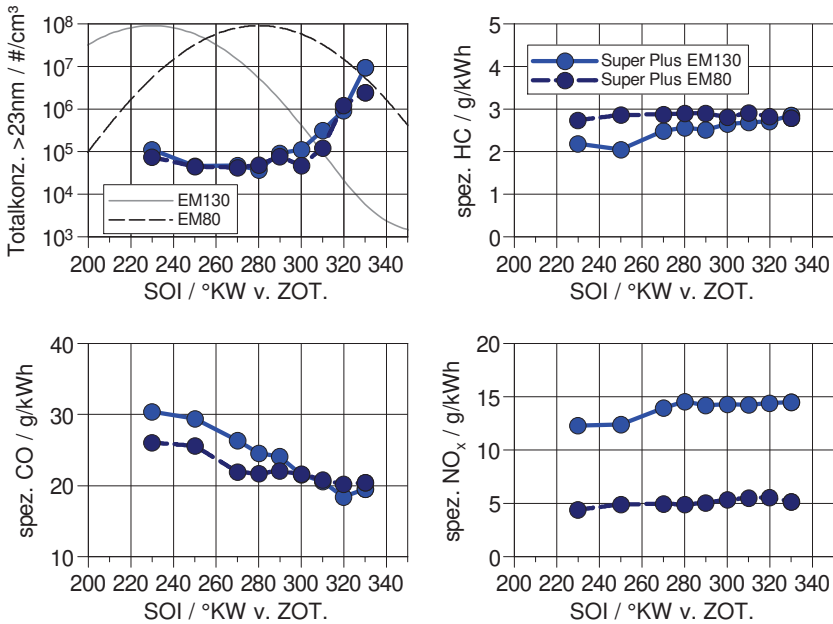 Totalkonz. >23nm / #/cm³
10⁸
10⁷
10⁶
10⁵
10⁴
10³
EM130
EM80
200 220 240 260 280 300 320 340
SOI / °KW v. ZOT.
spez. HC / g/kWh
5
4
3
2
1
0
Super Plus EM130
Super Plus EM80
200 220 240 260 280 300 320 340
SOI / °KW v. ZOT.
spez. CO / g/kWh
40
30
20
10
200 220 240 260 280 300 320 340
SOI / °KW v. ZOT.
spez. NOₓ / g/kWh
20
15
10
5
0
200 220 240 260 280 300 320 340
SOI / °KW v. ZOT.